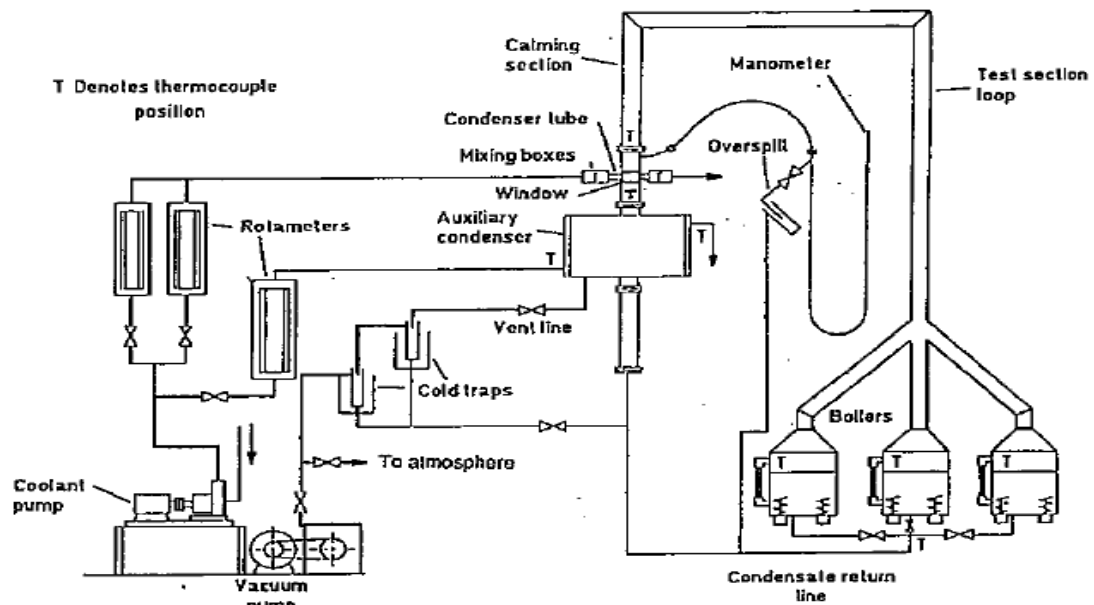 T Denotes thermocouple
position
Calming
section
Manometer
Test section
loop
Condenser tube
Overspill
Mixing boxes
T
T
T
T
Window
Rotameters
Auxiliary
condenser
T
T
Vent line
Cold traps
Boilers
T
T
T
To atmosphere
Coolant
pump
T
Vacuum
pump
Condensate return
line